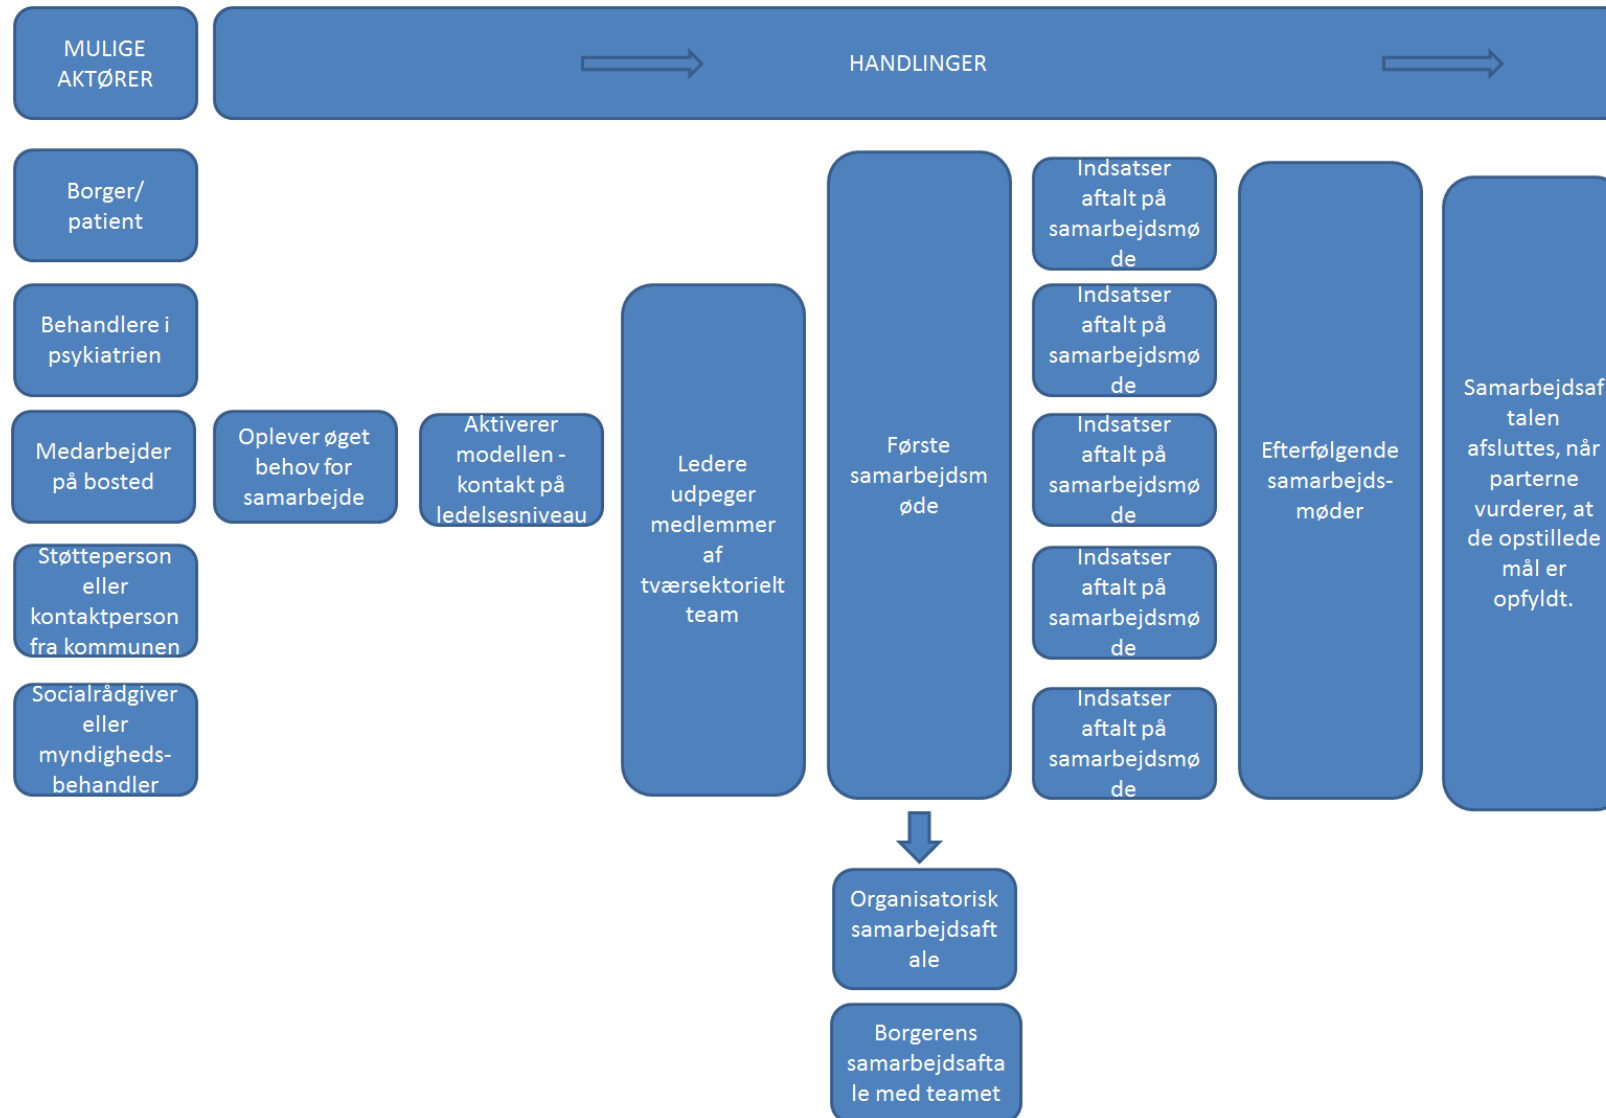 MULIGE
AKTØRER
HANDLINGER
Borger/
patient
Behandlere i
psykiatrien
Medarbejder
på bosted
Støtteperson
eller
kontaktperson
fra kommunen
Socialrådgiver
eller
myndigheds-
behandler
Oplever øget
behov for
samarbejde
Aktiverer
modellen -
kontakt på
ledelsesniveau
Ledere
udpeger
medlemmer
af
tværsektorielt
team
Første
samarbejdsm
øde
Organisatorisk
samarbejdsaft
ale
Borgerens
samarbejdsafta
le med teamet
Indsatser
aftalt på
samarbejdsmø
de
Indsatser
aftalt på
samarbejdsmø
de
Indsatser
aftalt på
samarbejdsmø
de
Indsatser
aftalt på
samarbejdsmø
de
Indsatser
aftalt på
samarbejdsmø
de
Efterfølgende
samarbejds-
møder
Samarbejdsaf
talen
afsluttes, når
parterne
vurderer, at
de opstillede
mål er
opfyldt.